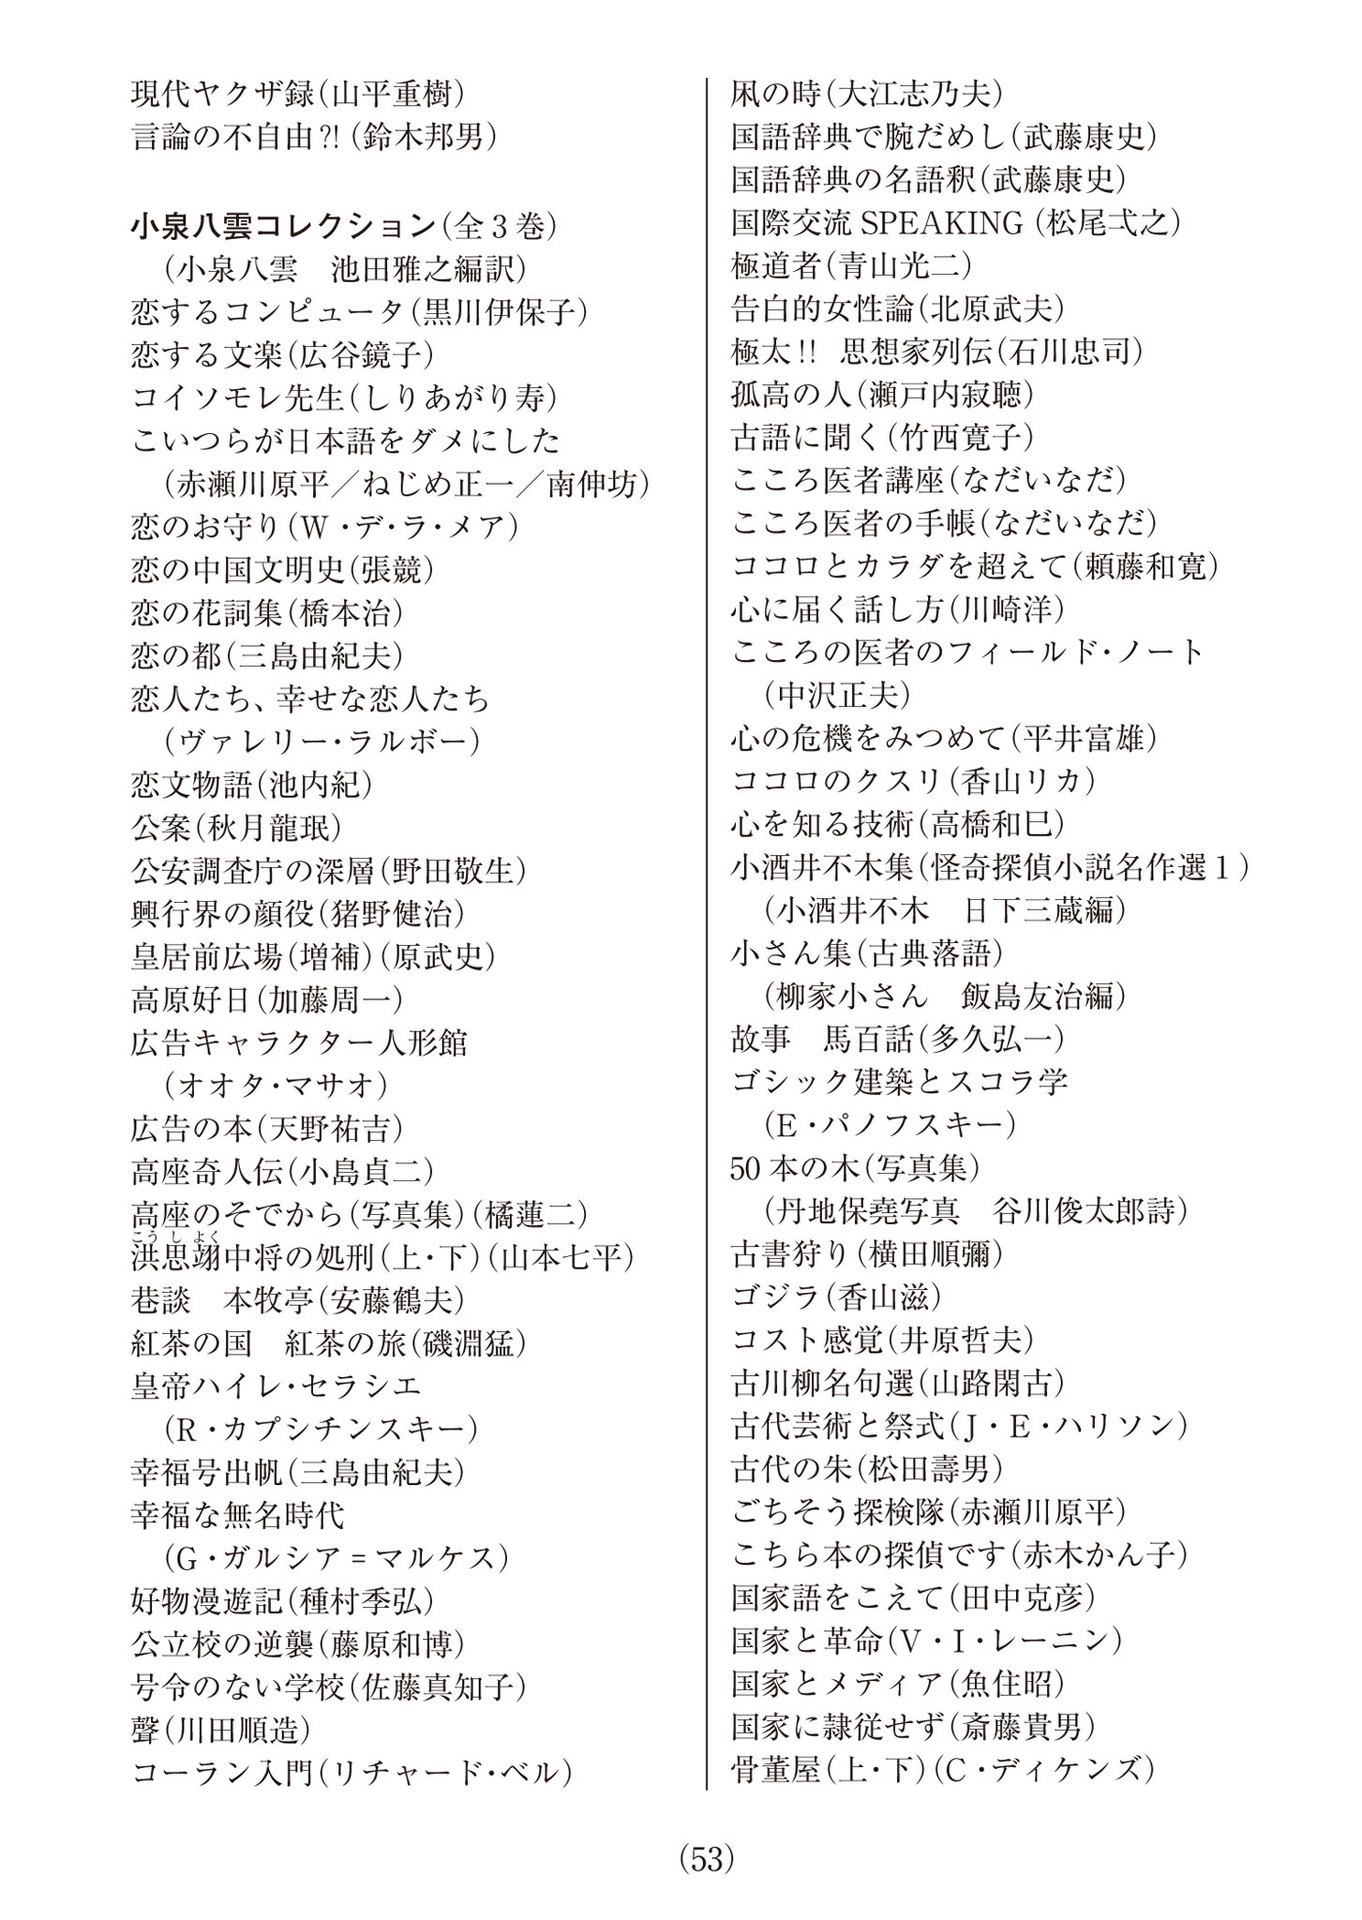 現代ヤクザ録(山平重樹)
言論の不自由?!(鈴木邦男)
小泉八雲コレクション(全3巻)
(小泉八雲　池田雅之編訳)
恋するコンピュータ(黒川伊保子)
恋する文楽(広谷鏡子)
コイソモレ先生(しりあがり寿)
こいつらが日本語をダメにした
(赤瀬川原平／ねじめ正一／南伸坊)
恋のお守り(W・デ・ラ・メア)
恋の中国文明史(張競)
恋の花詞集(橋本治)
恋の都(三島由紀夫)
恋人たち、幸せな恋人たち
(ヴァレリー・ラルボー)
恋文物語(池内紀)
公案(秋月龍珉)
公安調査庁の深層(野田敬生)
興行界の顔役(猪野健治)
皇居前広場(増補)(原武史)
高原好日(加藤周一)
広告キャラクター人形館
(オオタ・マサオ)
広告の本(天野祐吉)
高座奇人伝(小島貞二)
高座のそでから(写真集)(橘蓮二)
こう し よく
洪思翊中将の処刑(上・下)(山本七平)
巷談　本牧亭(安藤鶴夫)
紅茶の国　紅茶の旅(磯淵猛)
皇帝ハイレ・セラシエ
(R・カプシチンスキー)
幸福号出帆(三島由紀夫)
幸福な無名時代
(G・ガルシア=マルケス)
好物漫遊記(種村季弘)
公立校の逆襲(藤原和博)
号令のない学校(佐藤真知子)
聲(川田順造)
コーラン入門(リチャード・ベル)
凩の時(大江志乃夫)
国語辞典で腕だめし(武藤康史)
国語辞典の名語釈(武藤康史)
国際交流 SPEAKING (松尾弌之)
極道者(青山光二)
告白的女性論(北原武夫)
極太!!　思想家列伝(石川忠司)
孤高の人(瀬戸内寂聴)
古語に聞く(竹西寛子)
こころ医者講座(なだいなだ)
こころ医者の手帳(なだいなだ)
ココロとカラダを超えて(頼藤和寛)
心に届く話し方(川崎洋)
こころの医者のフィールド・ノート
(中沢正夫)
心の危機をみつめて(平井富雄)
ココロのクスリ(香山リカ)
心を知る技術(高橋和巳)
小酒井不木集(怪奇探偵小説名作選1)
(小酒井不木　日下三蔵編)
小さん集(古典落語)
(柳家小さん　飯島友治編)
故事　馬百話(多久弘一)
ゴシック建築とスコラ学
(E・パノフスキー)
50本の木(写真集)
(丹地保堯写真　谷川俊太郎詩)
古書狩り(横田順彌)
ゴジラ(香山滋)
コスト感覚(井原哲夫)
古川柳名句選(山路閑古)
古代芸術と祭式(J・E・ハリソン)
古代の朱(松田壽男)
ごちそう探検隊(赤瀬川原平)
こちら本の探偵です(赤木かん子)
国家語をこえて(田中克彦)
国家と革命(V・I・レーニン)
国家とメディア(魚住昭)
国家に隷従せず(斎藤貴男)
骨董屋(上・下)(C・ディケンズ)
(53)